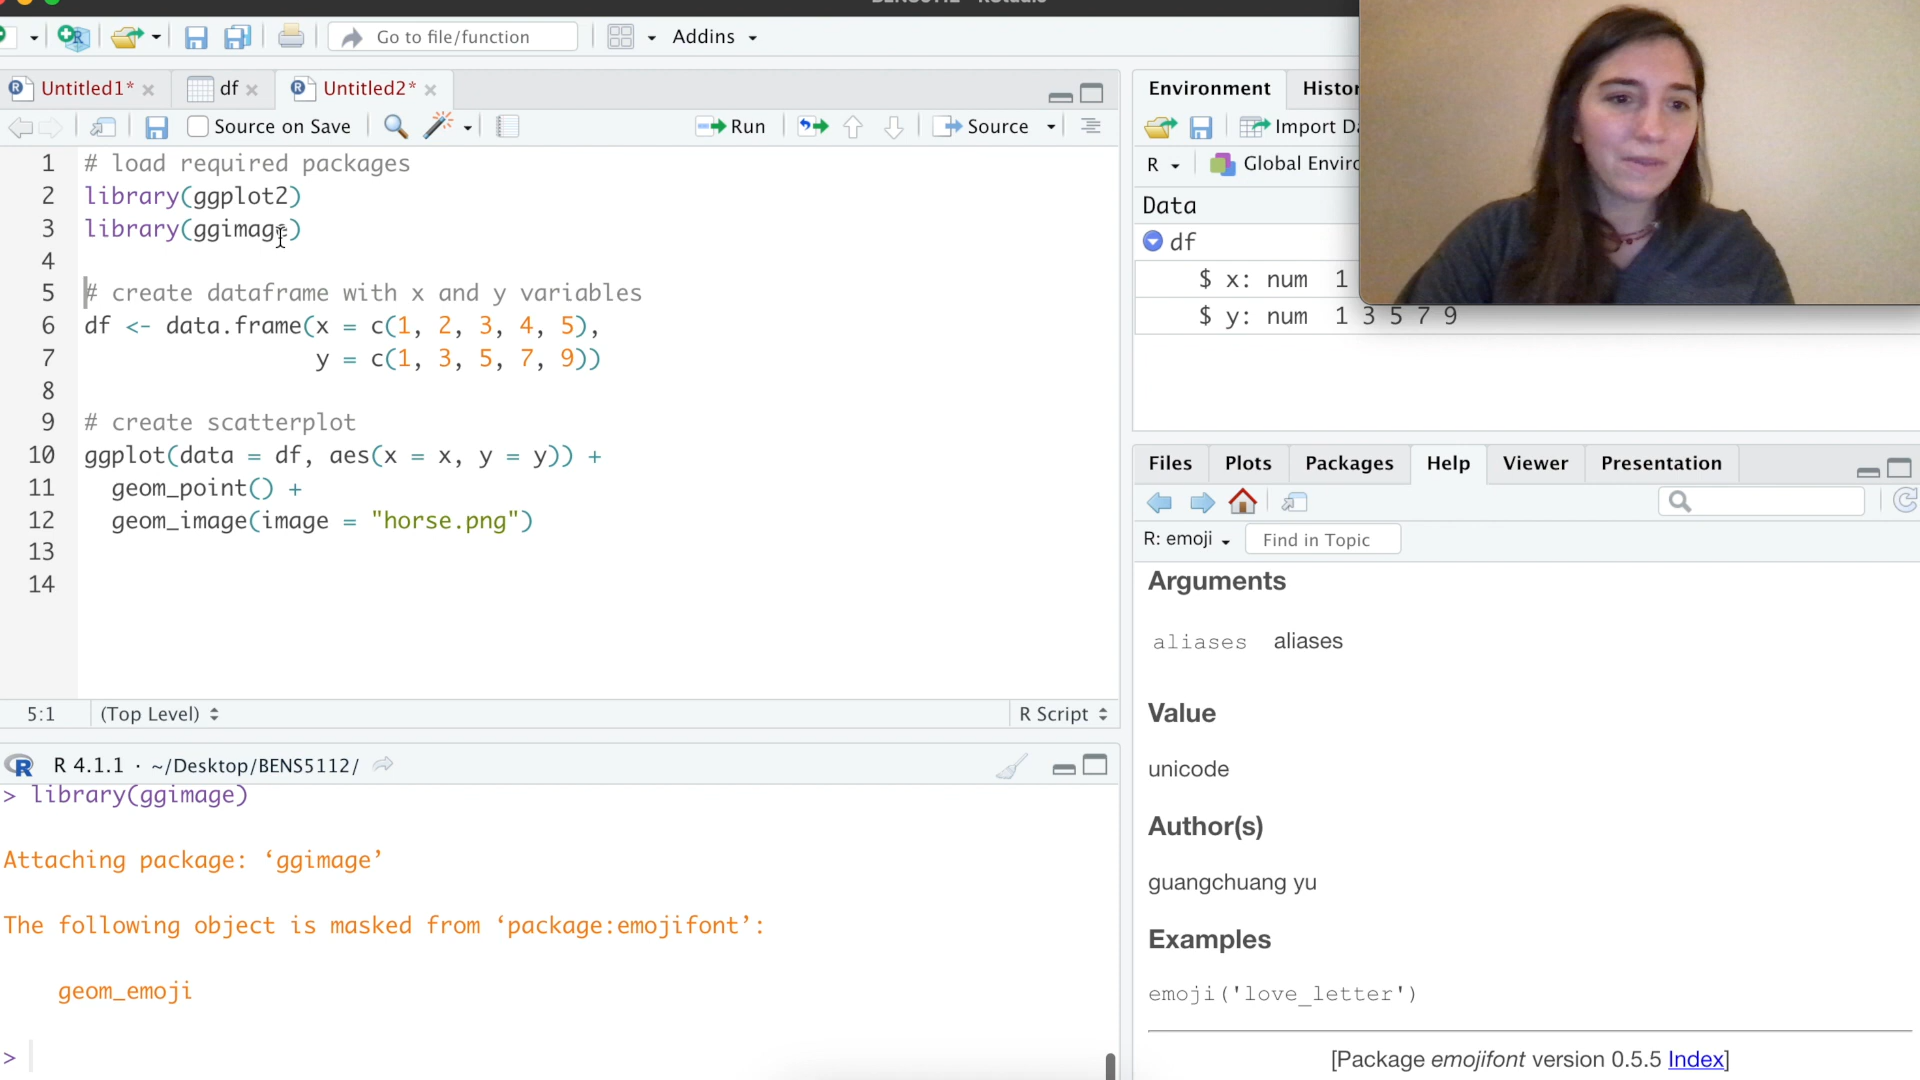 Go to file/function
Addins
Untitled1*
df
Untitled2*
Source on Save
Run
Source
1 # load required packages
2 library(ggplot2)
3 library(ggimage)
4
5 # create dataframe with x and y variables
6 df <- data.frame(x = c(1, 2, 3, 4, 5),
7 y = c(1, 3, 5, 7, 9))
8
9 # create scatterplot
10 ggplot(data = df, aes(x = x, y = y)) +
11 geom_point() +
12 geom_image(image = "horse.png")
13
14
5:1 (Top Level) R Script
R 4.1.1 · ~/Desktop/BENS5112/
> library(ggimage)
Attaching package: ‘ggimage’
The following object is masked from ‘package:emojifont’:
geom_emoji
>
Environment
Import
R
Data
df
$ x: num 1
$ y: num 1 3 5 7 9
Files Plots Packages Help Viewer Presentation
R: emoji Find in Topic
Arguments
aliases aliases
Value
unicode
Author(s)
guangchuang yu
Examples
emoji('love_letter')
[Package emojifont version 0.5.5 Index]